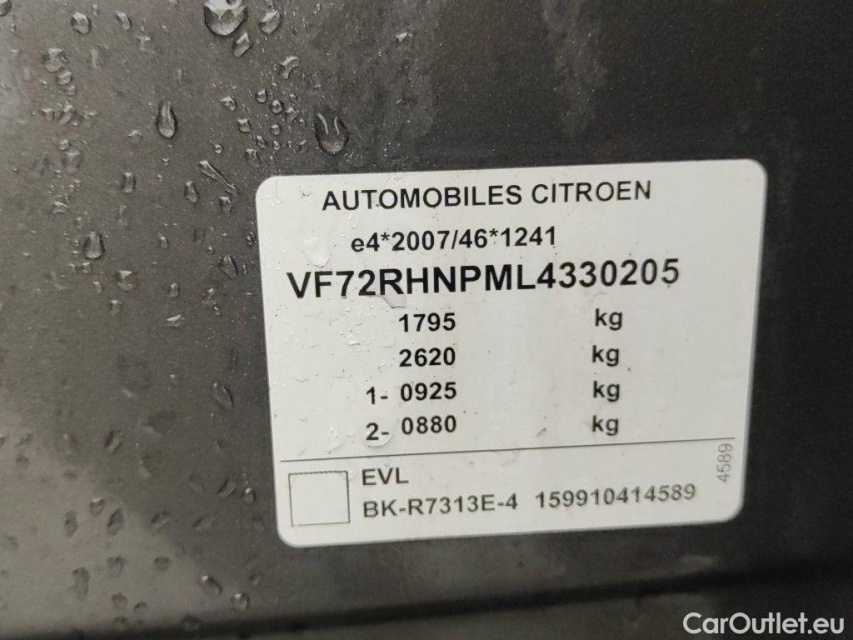 AUTOMOBILES CITROEN
e4*2007/46*1241
VF72RHNPML4330205
1795 kg
2620 kg
1- 0925 kg
2- 0880 kg
EVL
BK-R7313E-4 159910414589
4589
CarOutlet.eu